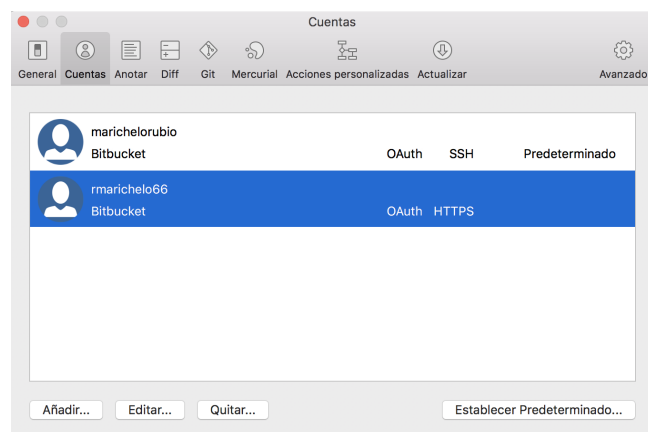 Cuentas
General Cuentas Anotar Diff Git Mercurial Acciones personalizadas Actualizar Avanzado
marichelorubio
Bitbucket OAuth SSH Predeterminado
rmarichelo66
Bitbucket OAuth HTTPS
Añadir... Editar... Quitar... Establecer Predeterminado...